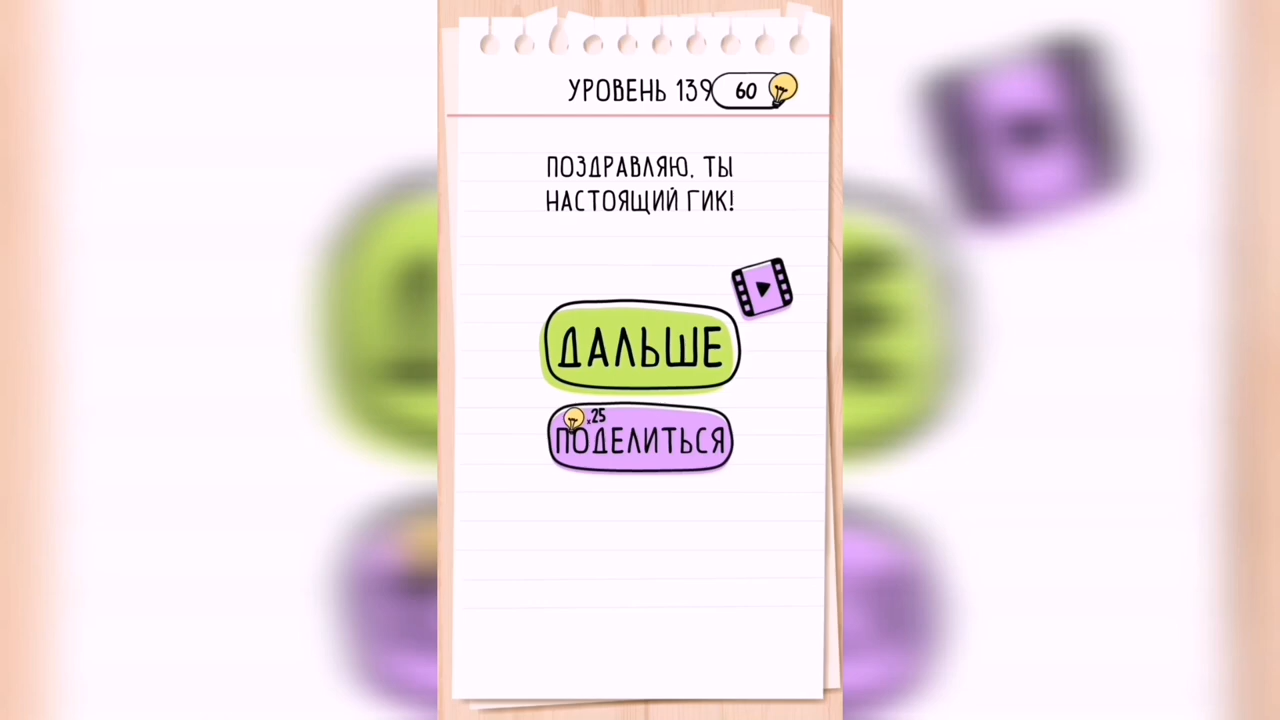 УРОВЕНЬ 139
60
ПОЗДРАВЛЯЮ, ТЫ
НАСТОЯЩИЙ ГИК!
ДАЛЬШЕ
x25
ПОДЕЛИТЬСЯ